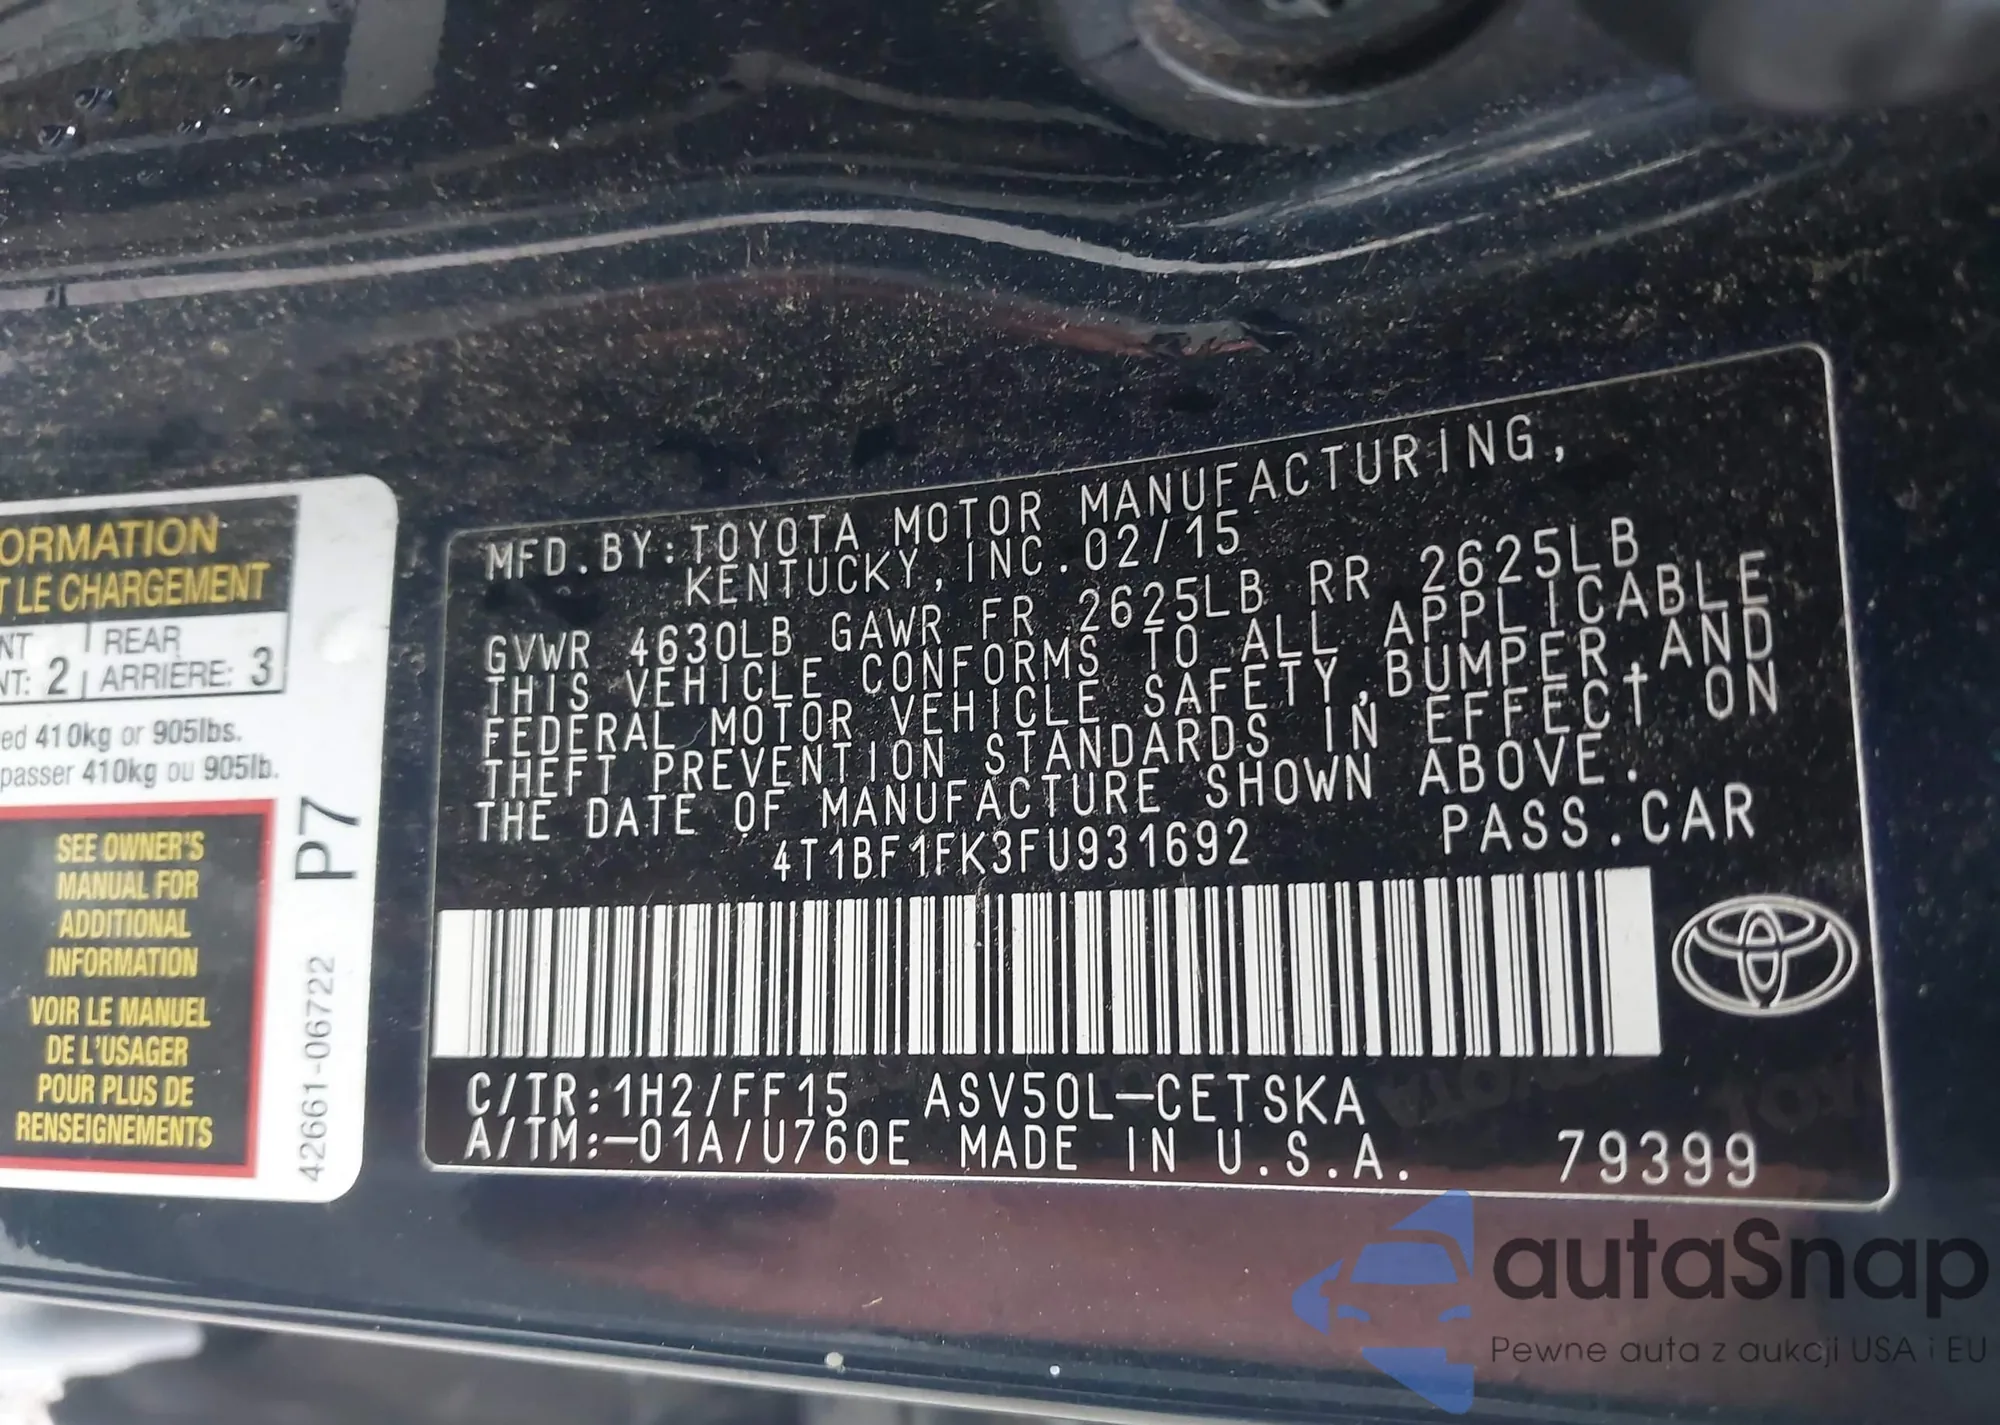 ORMATION
T LE CHARGEMENT
NT
REAR
NT: 2
ARRIÈRE: 3
ed 410kg or 905lbs.
passer 410kg ou 905lb.
SEE OWNER'S
MANUAL FOR
ADDITIONAL
INFORMATION
VOIR LE MANUEL
DE L'USAGER
POUR PLUS DE
RENSEIGNEMENTS
P7
42661-06722
MFD.BY:TOYOTA MOTOR MANUFACTURING,
KENTUCKY,INC.02/15
GVWR 4630LB GAWR FR 2625LB RR 2625LB
THIS VEHICLE CONFORMS TO ALL APPLICABLE
FEDERAL MOTOR VEHICLE SAFETY,BUMPER,AND
THEFT PREVENTION STANDARDS IN EFFECT ON
THE DATE OF MANUFACTURE SHOWN ABOVE.
4T1BF1FK3FU931692 PASS.CAR
C/TR:1H2/FF15 ASV50L-CETSKA
A/TM:-01A/U760E MADE IN U.S.A. 79399
autaSnap
Pewne auta z aukcji USA i EU